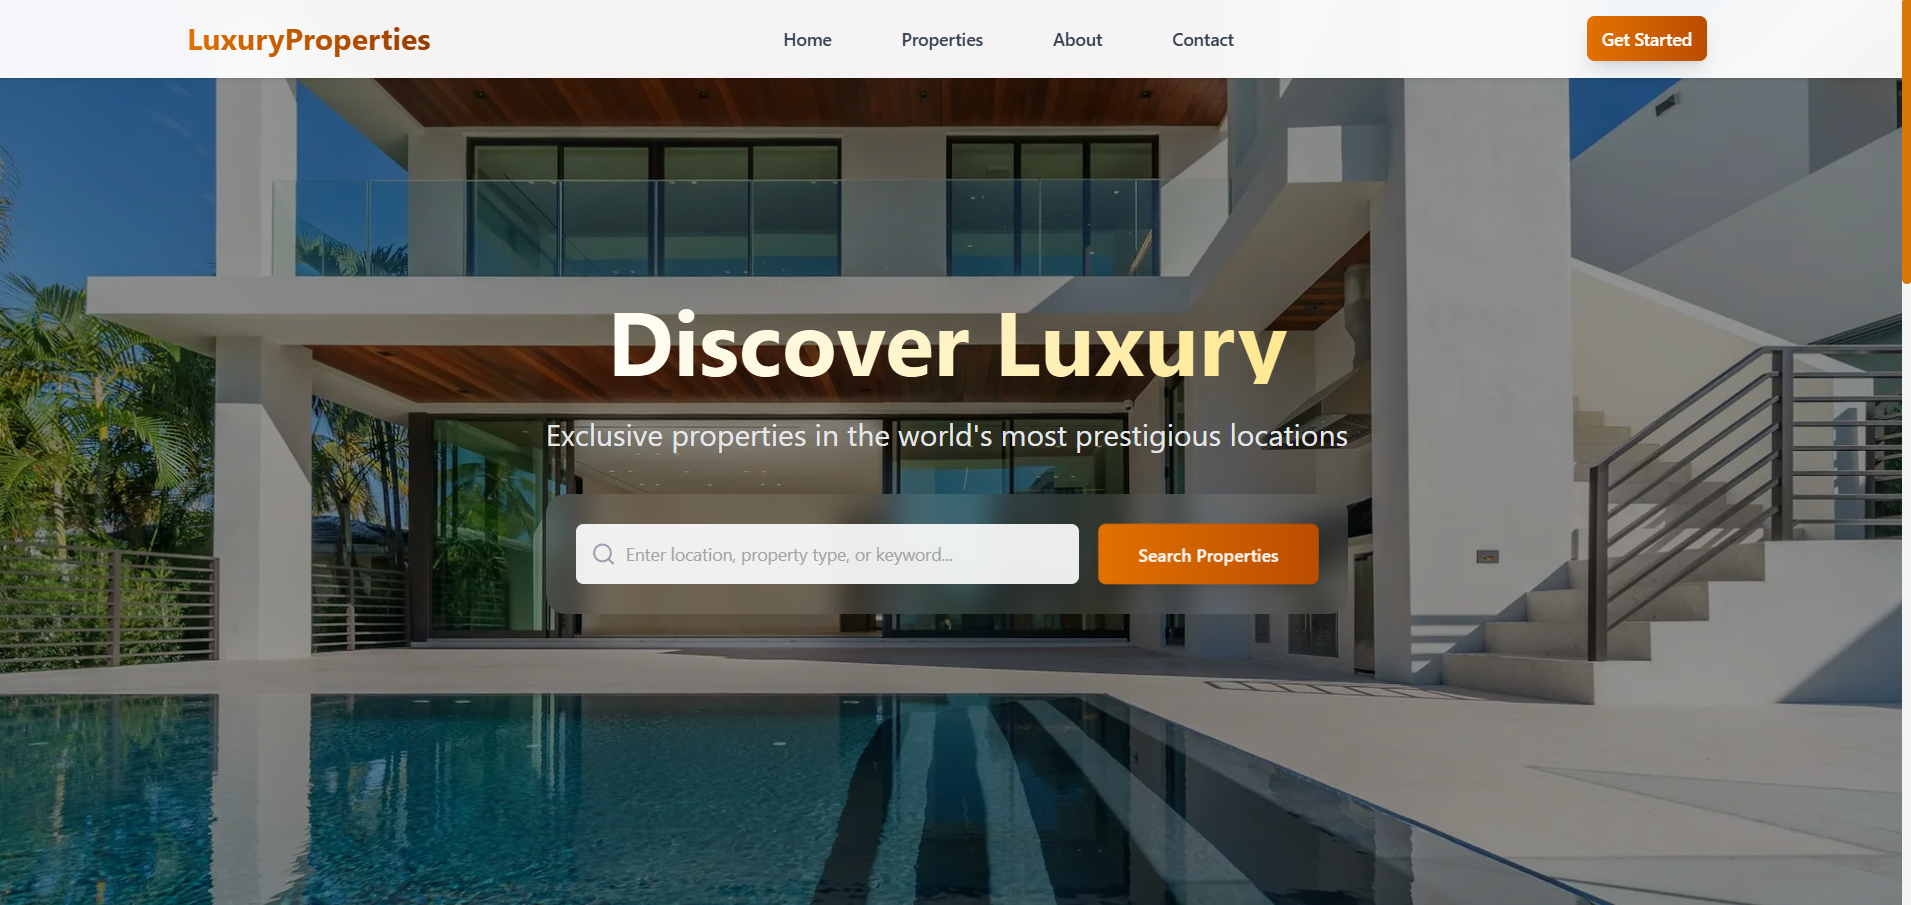 LuxuryProperties
Home
Properties
About
Contact
Get Started
Discover Luxury
Exclusive properties in the world's most prestigious locations
Enter location, property type, or keyword...
Search Properties